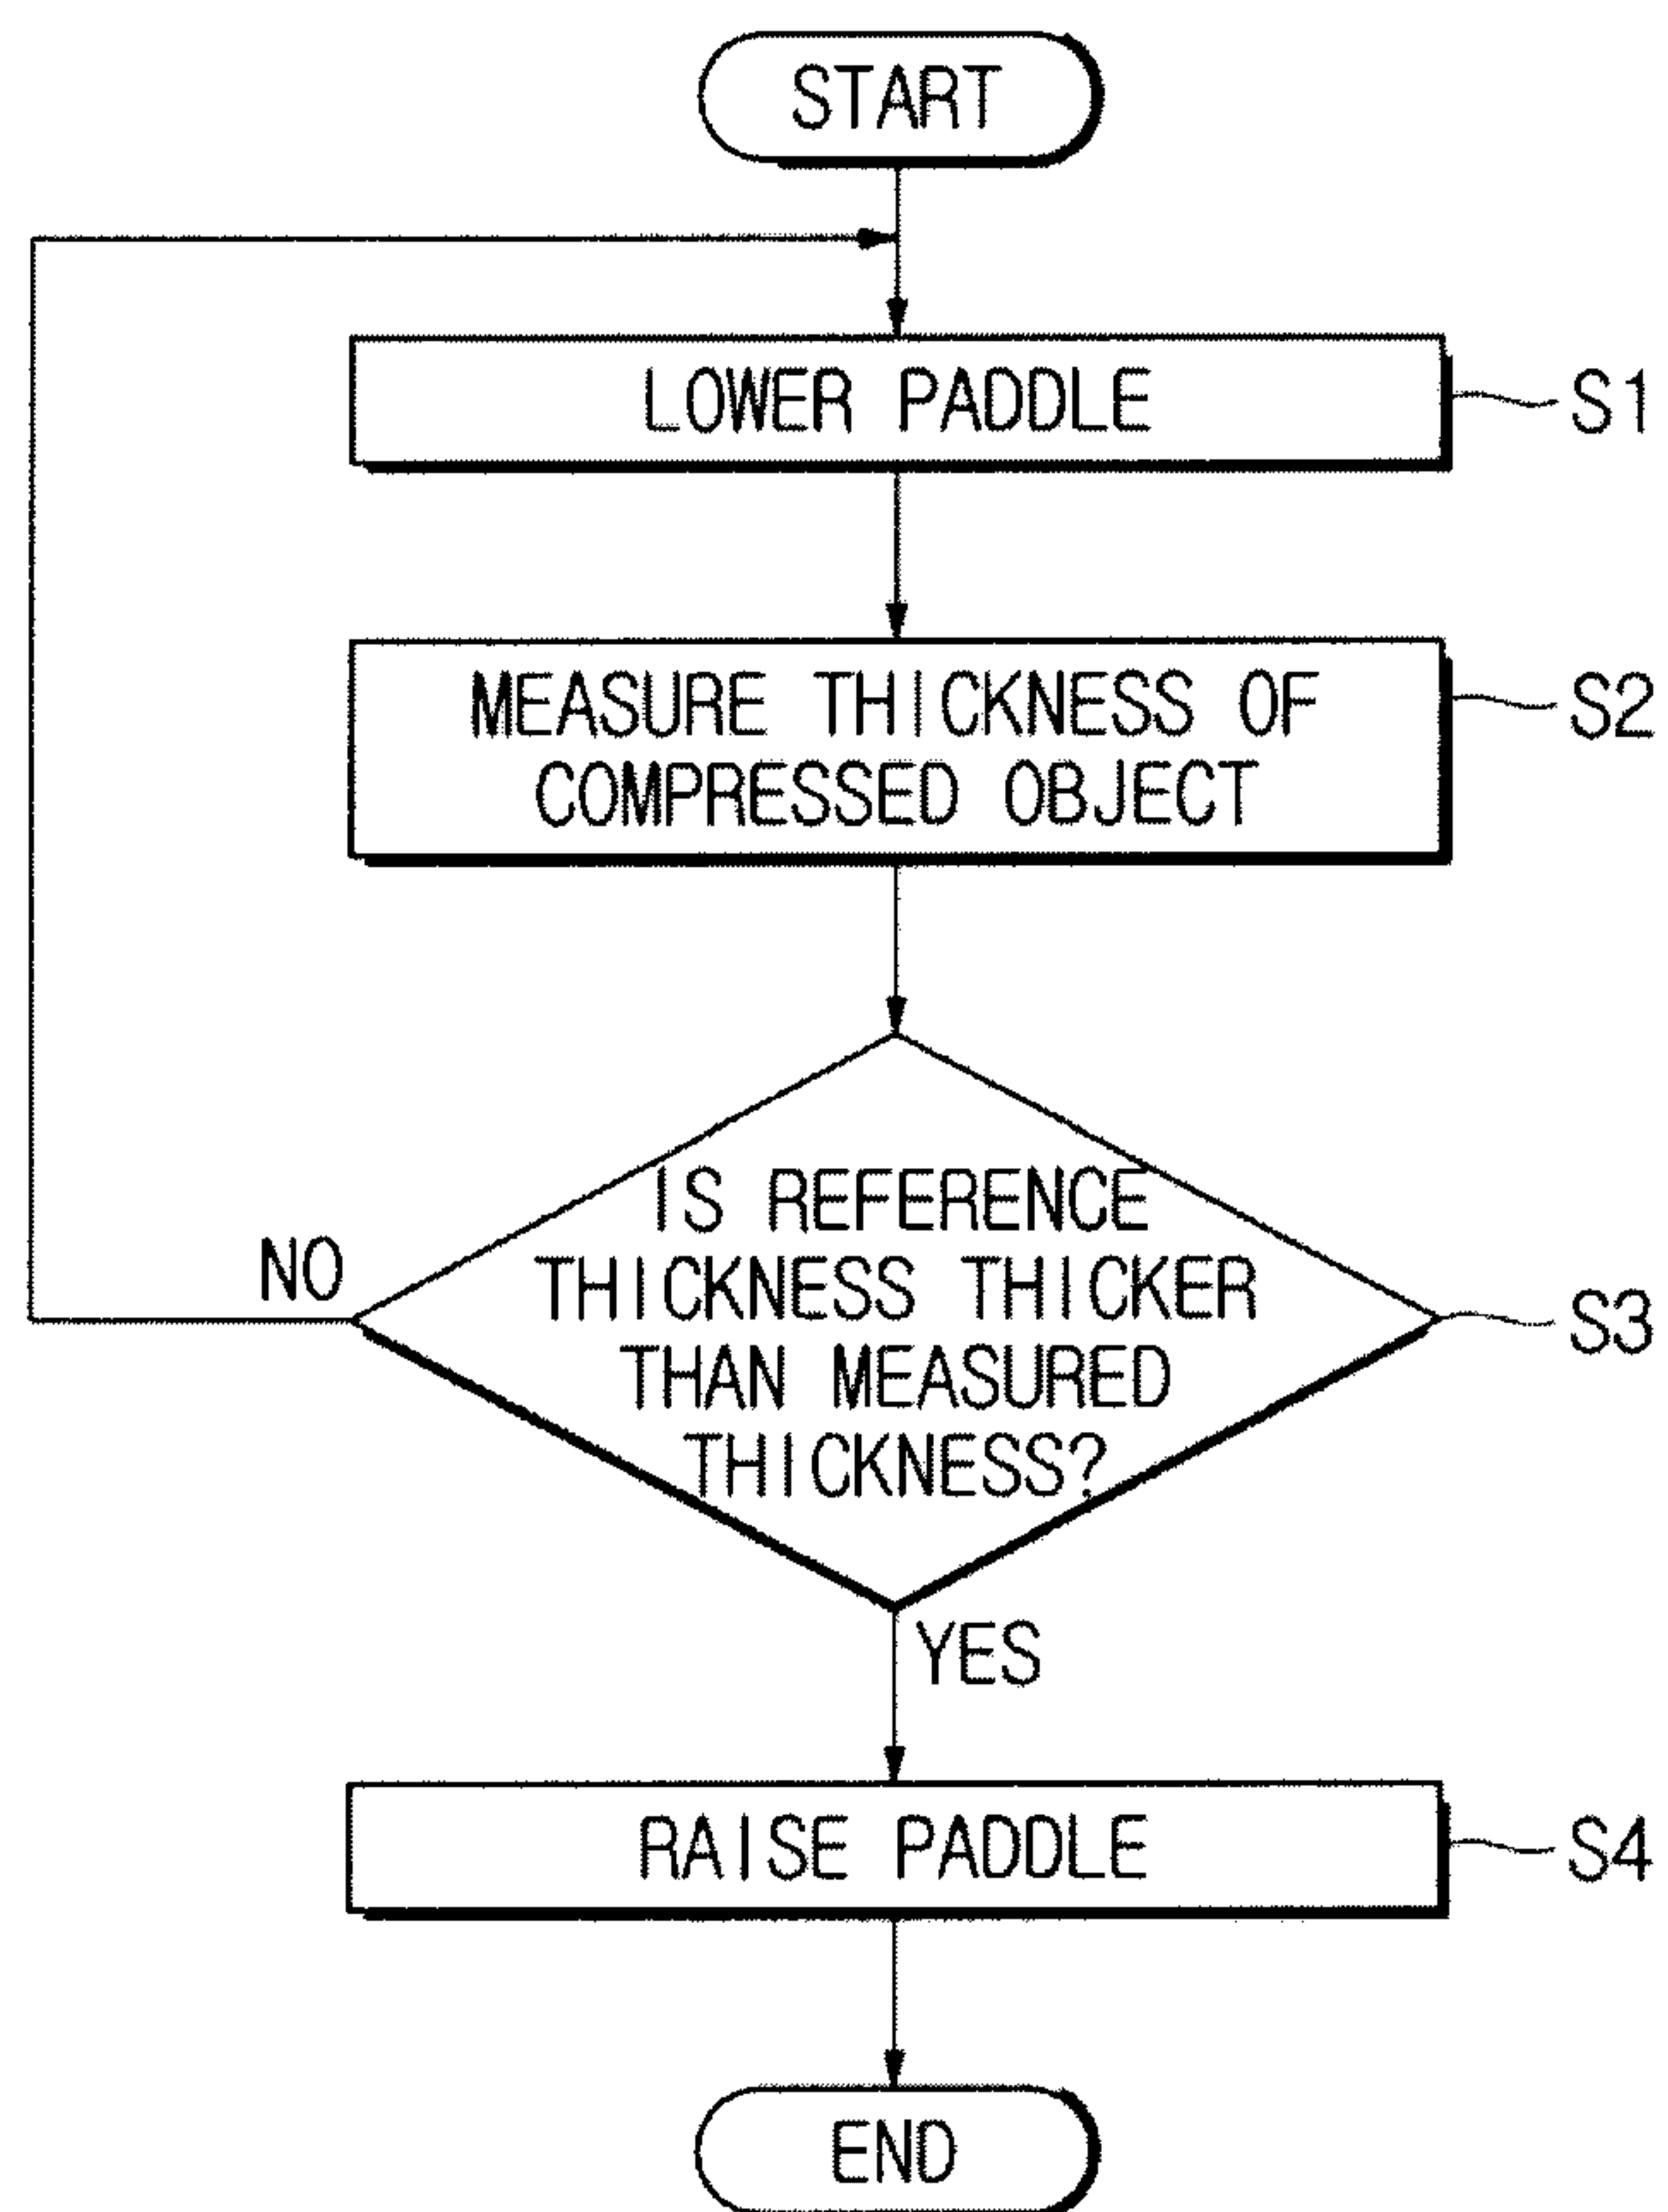 START
LOWER PADDLE
S1
MEASURE THICKNESS OF
COMPRESSED OBJECT
S2
IS REFERENCE
THICKNESS THICKER
THAN MEASURED
THICKNESS?
S3
NO
YES
RAISE PADDLE
S4
END